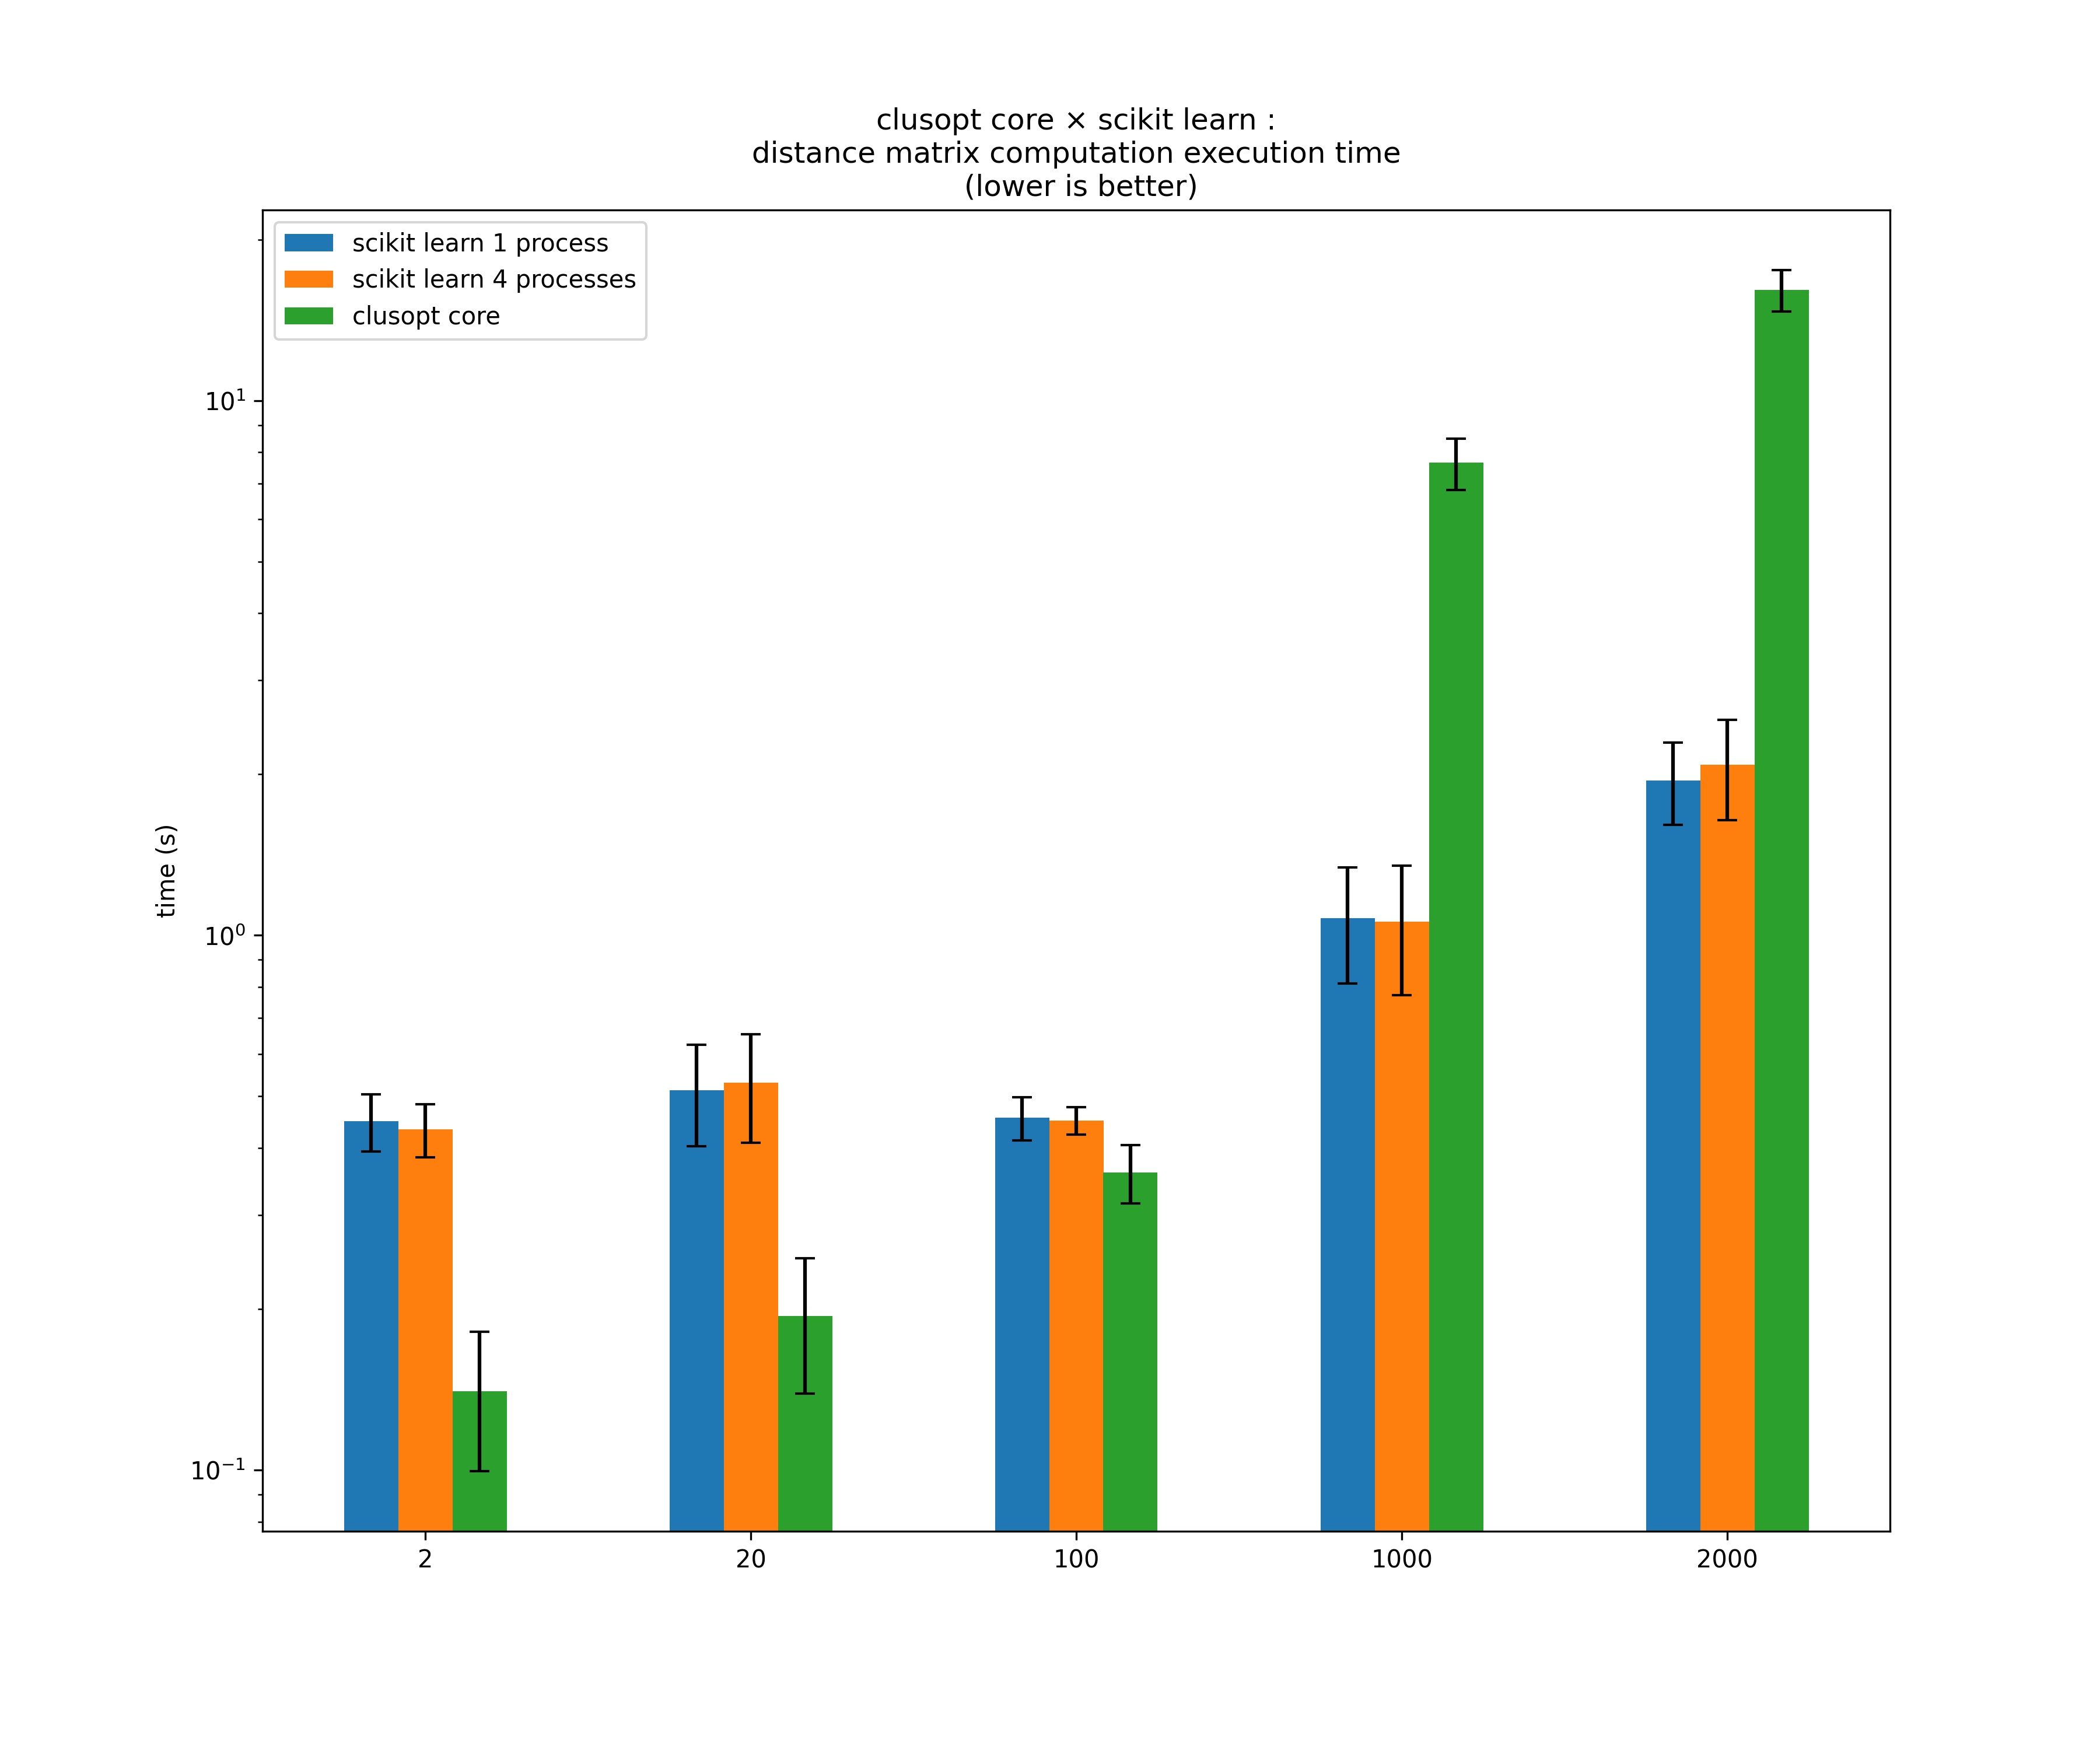 clusopt core × scikit learn :
distance matrix computation execution time
(lower is better)
scikit learn 1 process
scikit learn 4 processes
clusopt core
time (s)
10¹
10⁰
10⁻¹
2 20 100 1000 2000